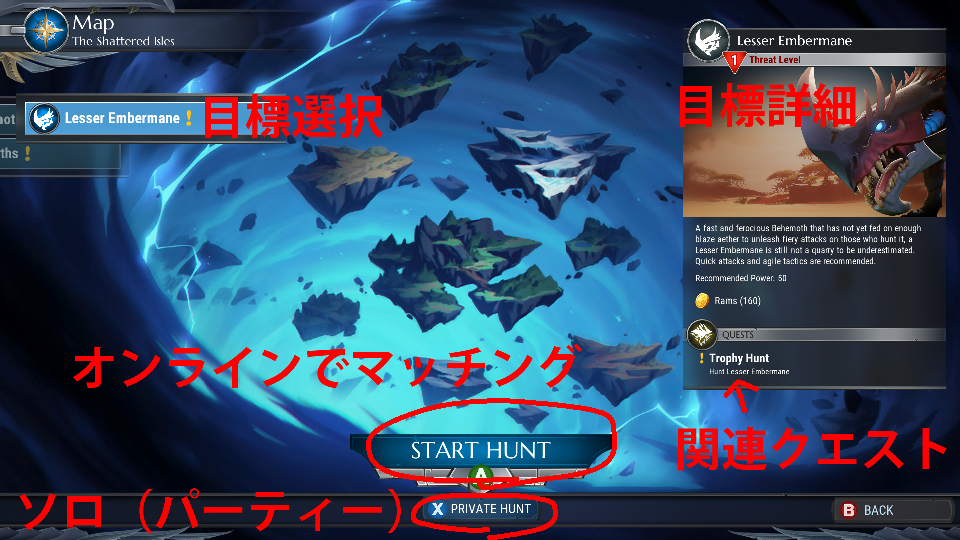 Map
The Shattered Isles
Lesser Embermane !
目標選択
ths !
Lesser Embermane
1 Threat Level
目標詳細
A fast and ferocious Behemoth that has not yet fed on enough
blaze aether to unleash fiery attacks on those who hunt it, a
Lesser Embermane is still not a quarry to be underestimated.
Quick attacks and agile tactics are recommended.
Recommended Power: 50
Rams (160)
QUESTS
! Trophy Hunt
Hunt Lesser Embermane
関連クエスト
オンラインでマッチング
START HUNT
A
ソロ（パーティー）
X PRIVATE HUNT
B BACK